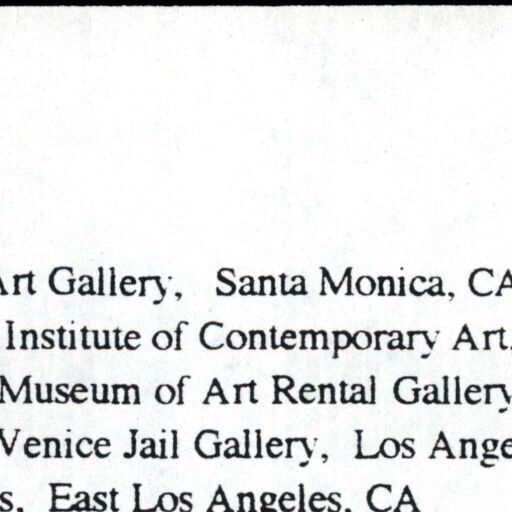 Art Gallery, Santa Monica, CA
Institute of Contemporary Art,
Museum of Art Rental Gallery
Venice Jail Gallery, Los Ange
s, East Los Angeles, CA